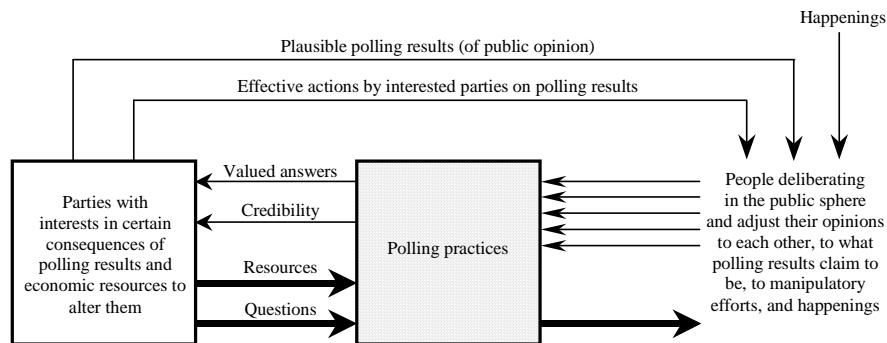 Happenings
Plausible polling results (of public opinion)
Effective actions by interested parties on polling results
Parties with
interests in certain
consequences of
polling results and
economic resources to
alter them
Valued answers
Credibility
Resources
Questions
Polling practices
People deliberating
in the public sphere
and adjust their opinions
to each other, to what
polling results claim to
be, to manipulatory
efforts, and happenings